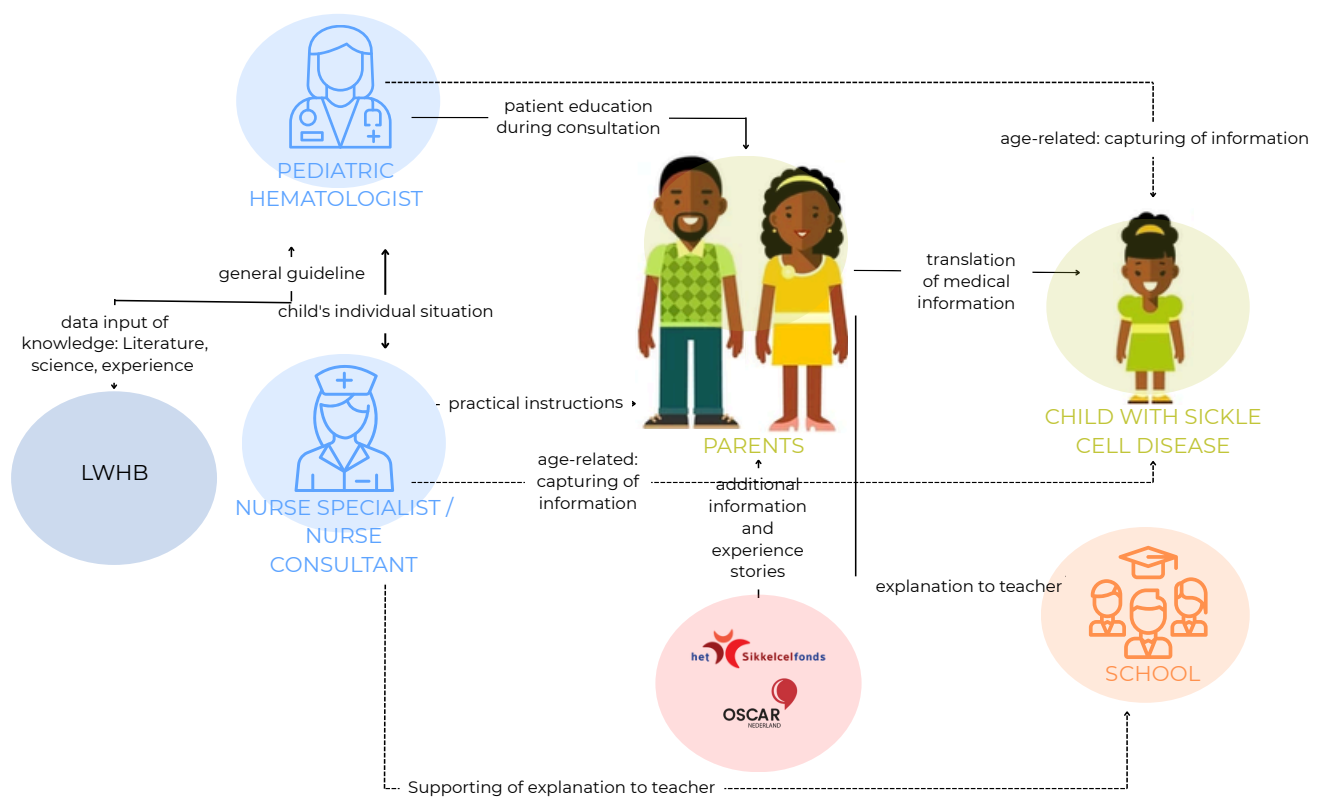 patient education
during consultation
age-related: capturing of information
PEDIATRIC
HEMATOLOGIST
general guideline
child's individual situation
data input of
knowledge: Literature,
science, experience
translation
of medical
information
practical instructions
LWHB
PARENTS
CHILD WITH SICKLE
CELL DISEASE
age-related:
capturing of
information
NURSE SPECIALIST /
NURSE
CONSULTANT
additional
information
and
experience
stories
explanation to teacher
het Sikkelcelfonds
OSCAR
NEDERLAND
SCHOOL
Supporting of explanation to teacher